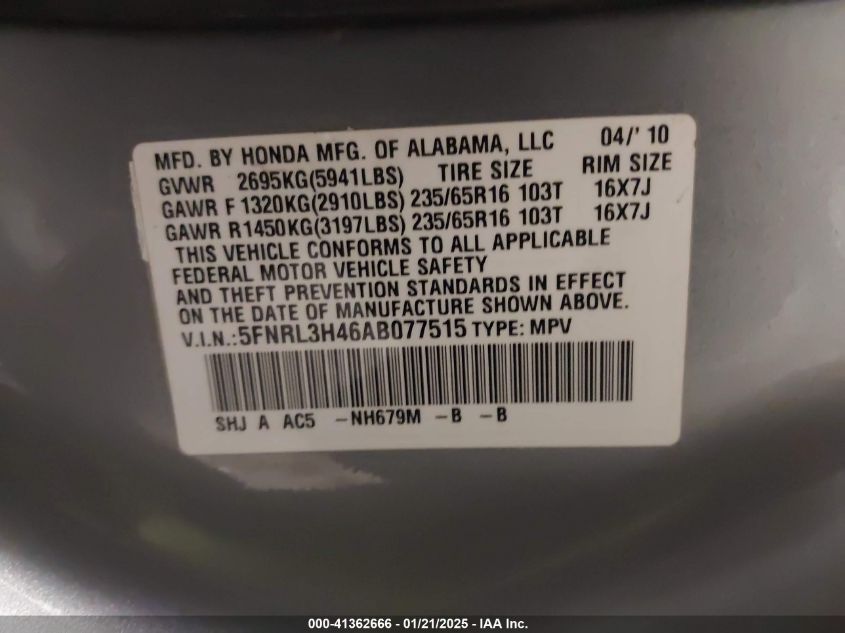 MFD. BY HONDA MFG. OF ALABAMA, LLC 04/' 10
GVWR 2695KG(5941LBS) TIRE SIZE RIM SIZE
GAWR F 1320KG(2910LBS) 235/65R16 103T 16X7J
GAWR R1450KG(3197LBS) 235/65R16 103T 16X7J
THIS VEHICLE CONFORMS TO ALL APPLICABLE
FEDERAL MOTOR VEHICLE SAFETY
AND THEFT PREVENTION STANDARDS IN EFFECT
ON THE DATE OF MANUFACTURE SHOWN ABOVE.
V.I.N.:5FNRL3H46AB077515 TYPE: MPV
SHJ A AC5 -NH679M -B -B
000-41362666 - 01/21/2025 - IAA Inc.